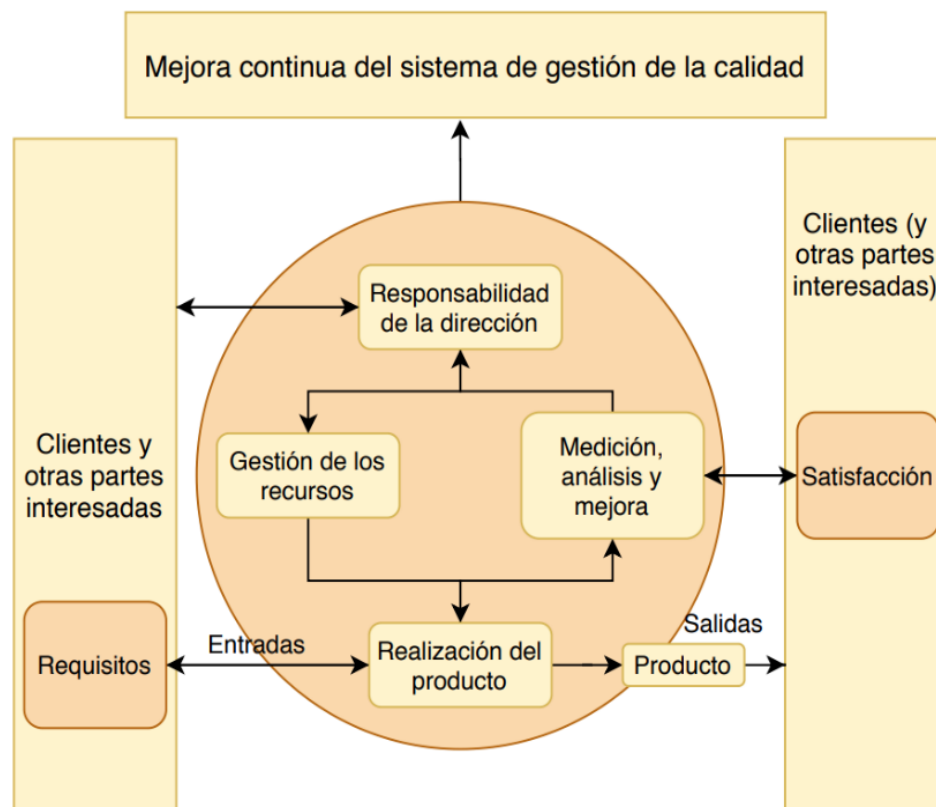 Mejora continua del sistema de gestión de la calidad
Clientes (y
otras partes
interesadas)
Responsabilidad
de la dirección
Clientes y
otras partes
interesadas
Gestión de los
recursos
Medición,
análisis y
mejora
Satisfacción
Requisitos
Entradas
Realización del
producto
Salidas
Producto